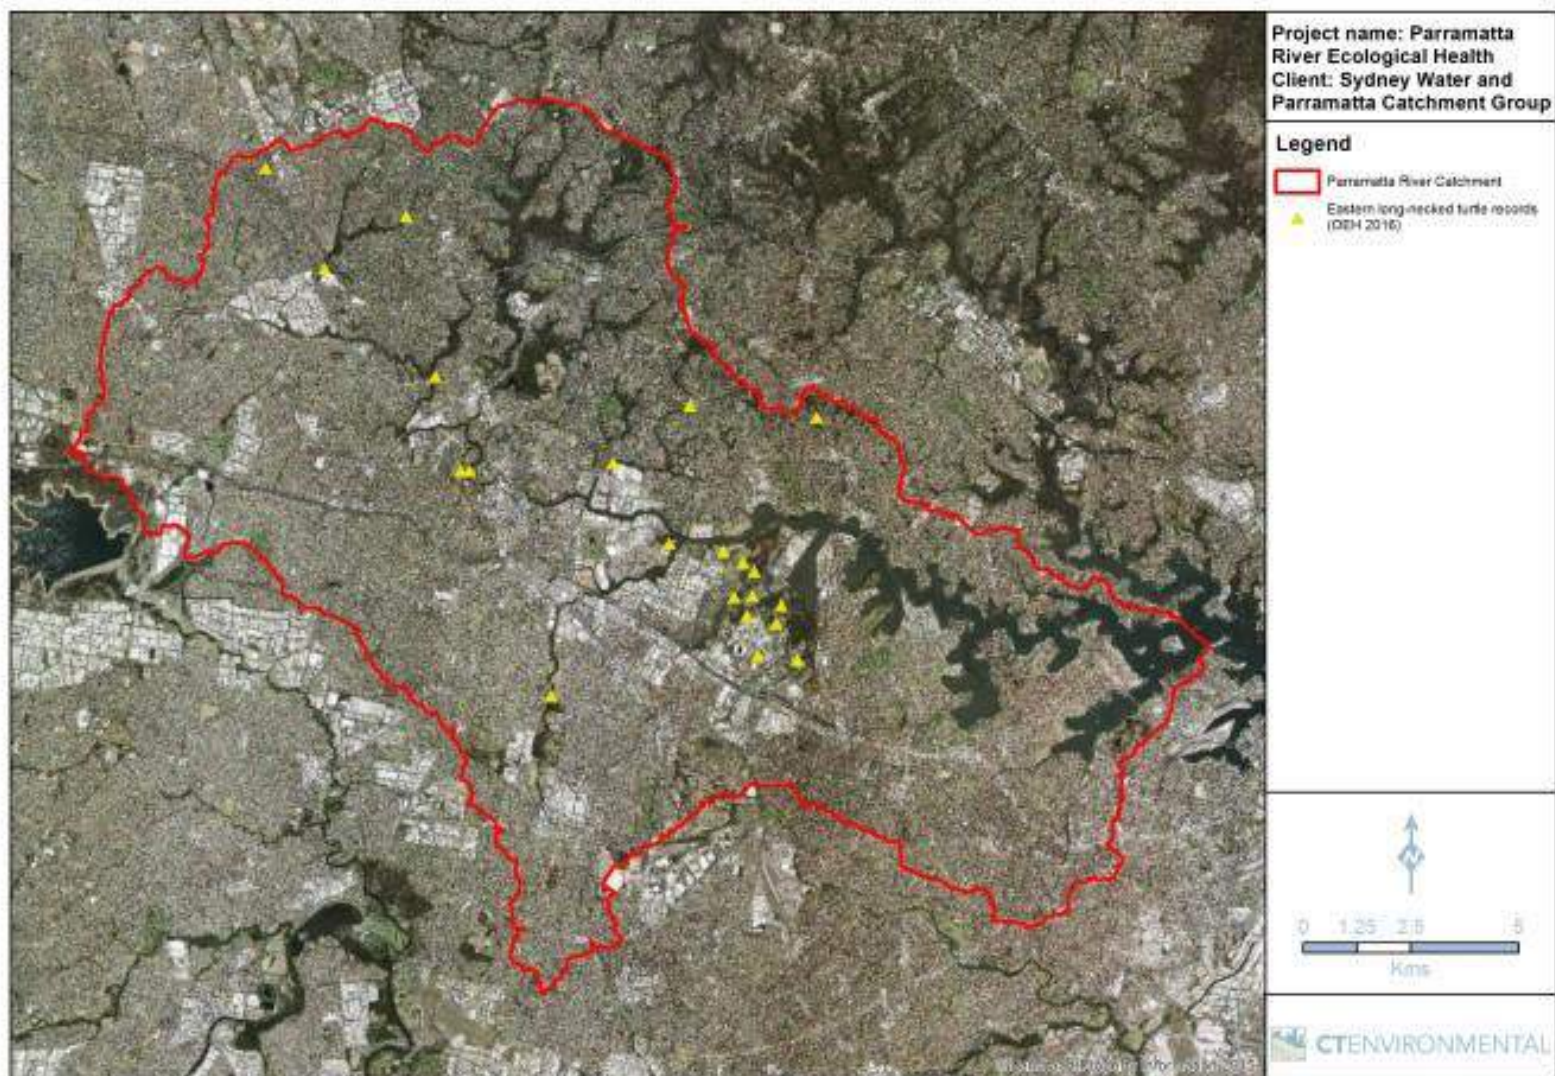 Project name: Parramatta
River Ecological Health
Client: Sydney Water and
Parramatta Catchment Group
Legend
Parramatta River Catchment
Eastern long-necked turtle records
(OEH 2016)
N
0 1.25 2.5 5
Kms
CTENVIRONMENTAL